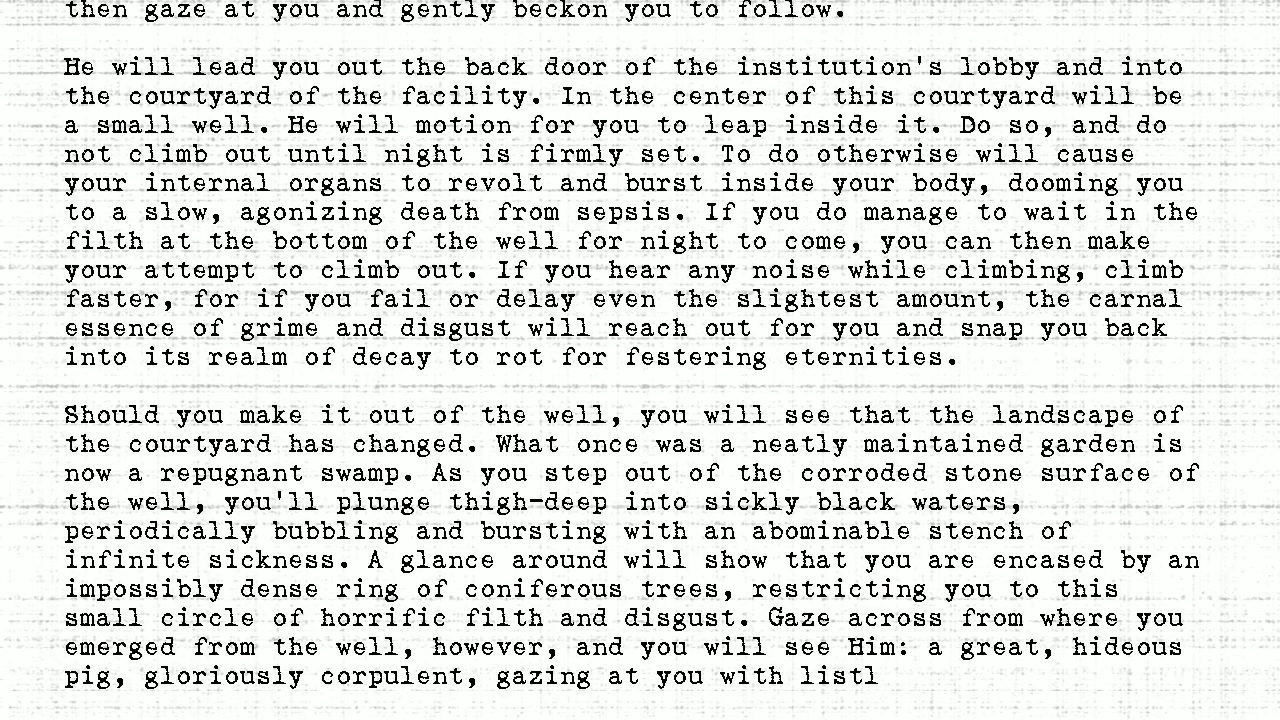 then gaze at you and gently beckon you to follow.
He will lead you out the back door of the institution's lobby and into
the courtyard of the facility. In the center of this courtyard will be
a small well. He will motion for you to leap inside it. Do so, and do
not climb out until night is firmly set. To do otherwise will cause
your internal organs to revolt and burst inside your body, dooming you
to a slow, agonizing death from sepsis. If you do manage to wait in the
filth at the bottom of the well for night to come, you can then make
your attempt to climb out. If you hear any noise while climbing, climb
faster, for if you fail or delay even the slightest amount, the carnal
essence of grime and disgust will reach out for you and snap you back
into its realm of decay to rot for festering eternities.
Should you make it out of the well, you will see that the landscape of
the courtyard has changed. What once was a neatly maintained garden is
now a repugnant swamp. As you step out of the corroded stone surface of
the well, you'll plunge thigh-deep into sickly black waters,
periodically bubbling and bursting with an abominable stench of
infinite sickness. A glance around will show that you are encased by an
impossibly dense ring of coniferous trees, restricting you to this
small circle of horrific filth and disgust. Gaze across from where you
emerged from the well, however, and you will see Him: a great, hideous
pig, gloriously corpulent, gazing at you with listl